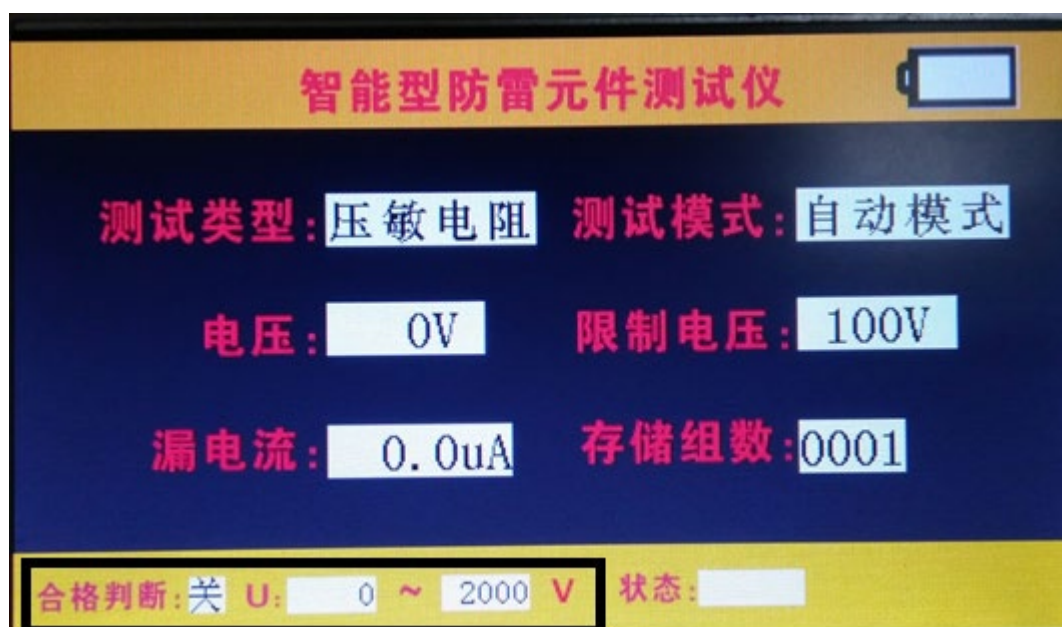 智能型防雷元件测试仪
测试类型:压敏电阻 测试模式:自动模式
电压: 0V 限制电压: 100V
漏电流: 0.0uA 存储组数:0001
合格判断:关 U: 0 ~ 2000 V 状态: